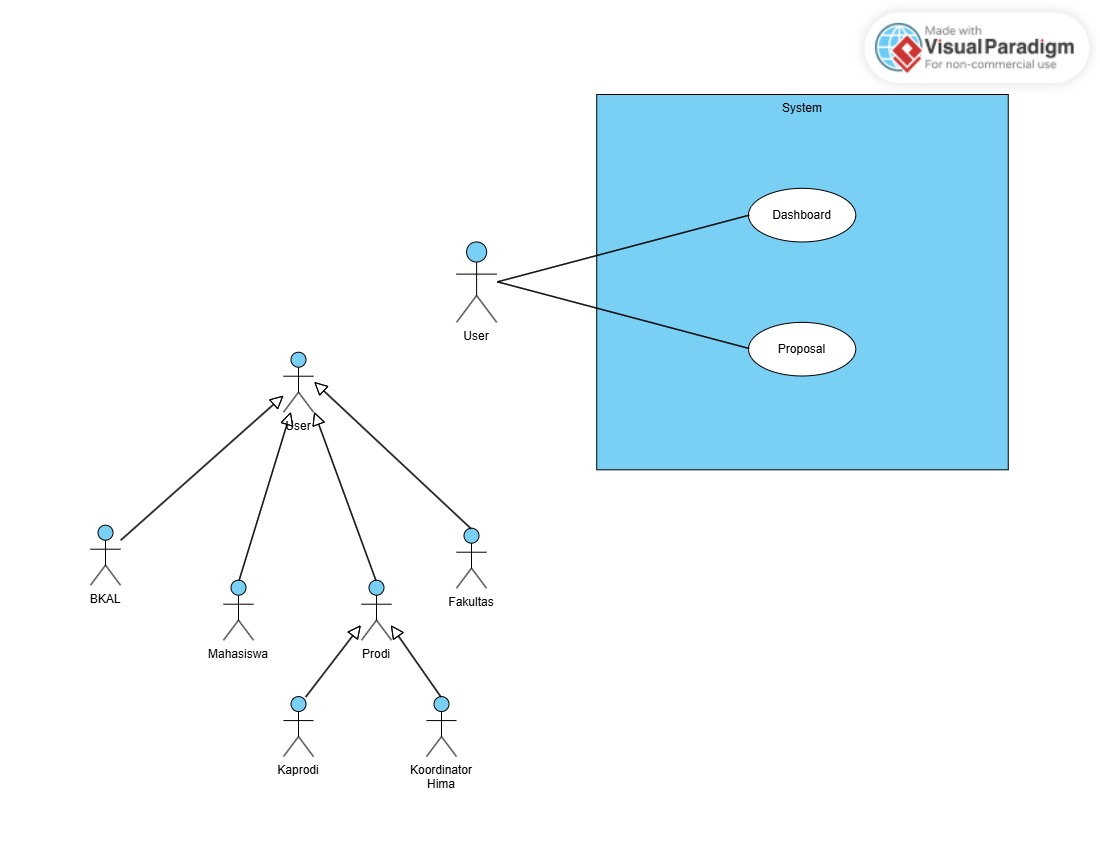 Made with
Visual Paradigm
For non-commercial use
System
Dashboard
User
Proposal
User
BKAL
Fakultas
Mahasiswa
Prodi
Kaprodi
Koordinator
Hima